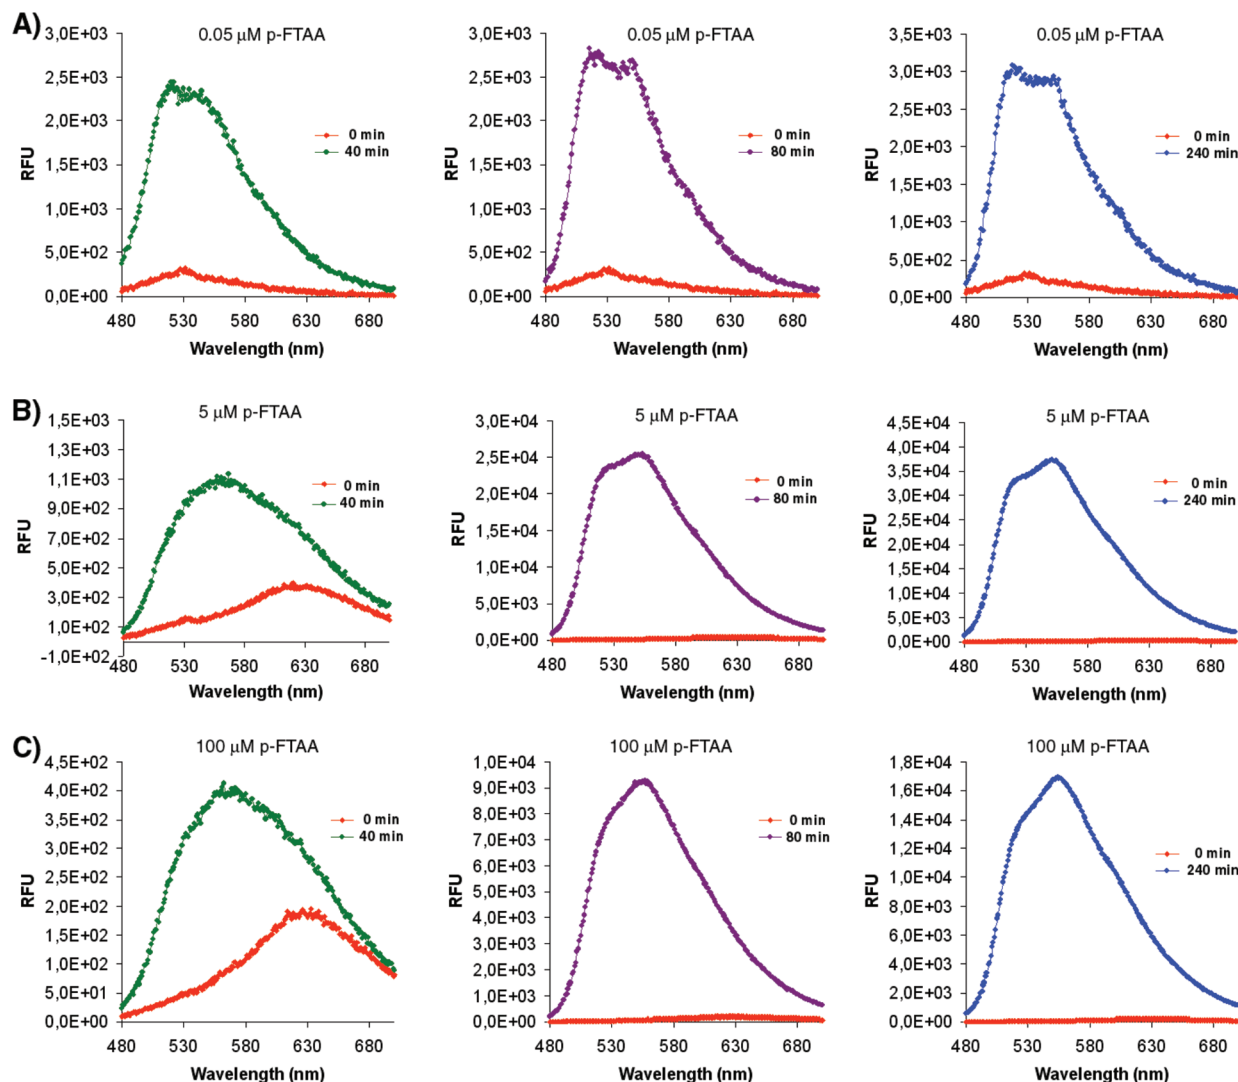 A)
0.05 µM p-FTAA
3,0E+03
2,5E+03
2,0E+03
1,5E+03
1,0E+03
5,0E+02
0,0E+00
RFU
480 530 580 630 680
Wavelength (nm)
0 min
40 min
0.05 µM p-FTAA
3,0E+03
2,5E+03
2,0E+03
1,5E+03
1,0E+03
5,0E+02
0,0E+00
RFU
480 530 580 630 680
Wavelength (nm)
0 min
80 min
0.05 µM p-FTAA
3,5E+03
3,0E+03
2,5E+03
2,0E+03
1,5E+03
1,0E+03
5,0E+02
0,0E+00
RFU
480 530 580 630 680
Wavelength (nm)
0 min
240 min
B)
5 µM p-FTAA
1,5E+03
1,3E+03
1,1E+03
9,0E+02
7,0E+02
5,0E+02
3,0E+02
1,0E+02
-1,0E+02
RFU
480 530 580 630 680
Wavelength (nm)
0 min
40 min
5 µM p-FTAA
3,0E+04
2,5E+04
2,0E+04
1,5E+04
1,0E+04
5,0E+03
0,0E+00
RFU
480 530 580 630 680
Wavelength (nm)
0 min
80 min
5 µM p-FTAA
4,5E+04
4,0E+04
3,5E+04
3,0E+04
2,5E+04
2,0E+04
1,5E+04
1,0E+04
5,0E+03
0,0E+00
RFU
480 530 580 630 680
Wavelength (nm)
0 min
240 min
C)
100 µM p-FTAA
4,5E+02
4,0E+02
3,5E+02
3,0E+02
2,5E+02
2,0E+02
1,5E+02
1,0E+02
5,0E+01
0,0E+00
RFU
480 530 580 630 680
Wavelength (nm)
0 min
40 min
100 µM p-FTAA
1,0E+04
9,0E+03
8,0E+03
7,0E+03
6,0E+03
5,0E+03
4,0E+03
3,0E+03
2,0E+03
1,0E+03
0,0E+00
RFU
480 530 580 630 680
Wavelength (nm)
0 min
80 min
100 µM p-FTAA
1,8E+04
1,6E+04
1,4E+04
1,2E+04
1,0E+04
8,0E+03
6,0E+03
4,0E+03
2,0E+03
0,0E+00
RFU
480 530 580 630 680
Wavelength (nm)
0 min
240 min